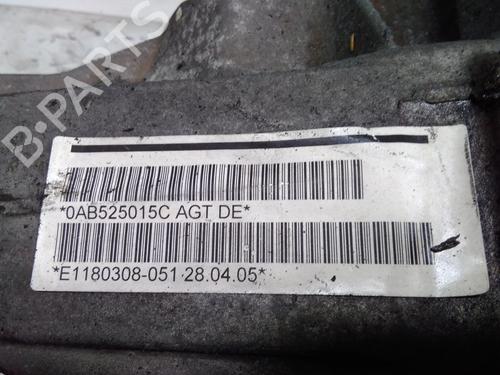 B-PARTS
*0AB525015C AGT DE*
*E1180308-051 28.04.05*